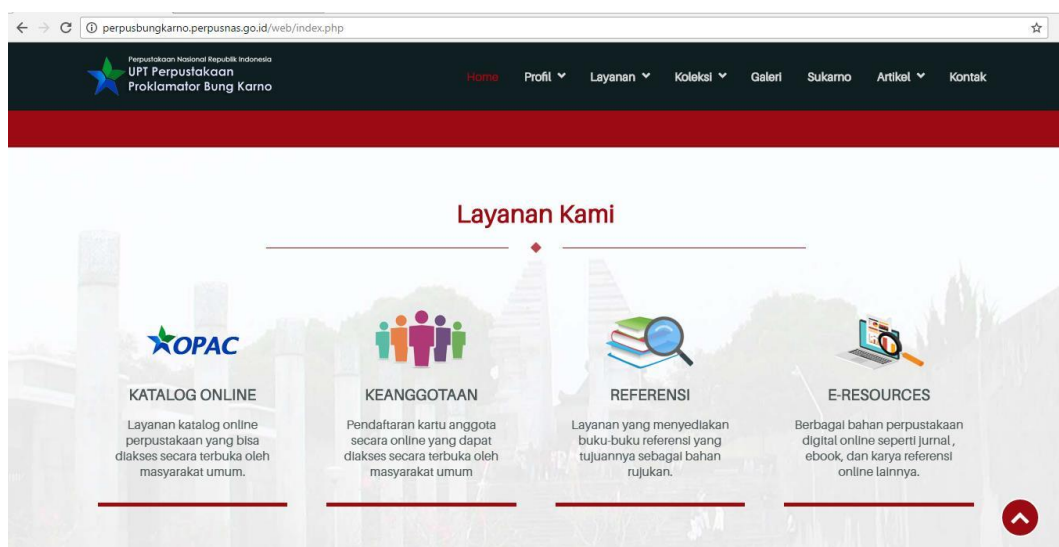 perpusbungkarno.perpusnas.go.id/web/index.php
Perpustakaan Nasional Republik Indonesia
UPT Perpustakaan
Proklamator Bung Karno
Home Profil Layanan Koleksi Galeri Sukarno Artikel Kontak
Layanan Kami
OPAC
KATALOG ONLINE
Layanan katalog online
perpustakaan yang bisa
diakses secara terbuka oleh
masyarakat umum.
KEANGGOTAAN
Pendaftaran kartu anggota
secara online yang dapat
diakses secara terbuka oleh
masyarakat umum
REFERENSI
Layanan yang menyediakan
buku-buku referensi yang
tujuannya sebagai bahan
rujukan.
E-RESOURCES
Berbagai bahan perpustakaan
digital online seperti jurnal ,
ebook, dan karya referensi
online lainnya.